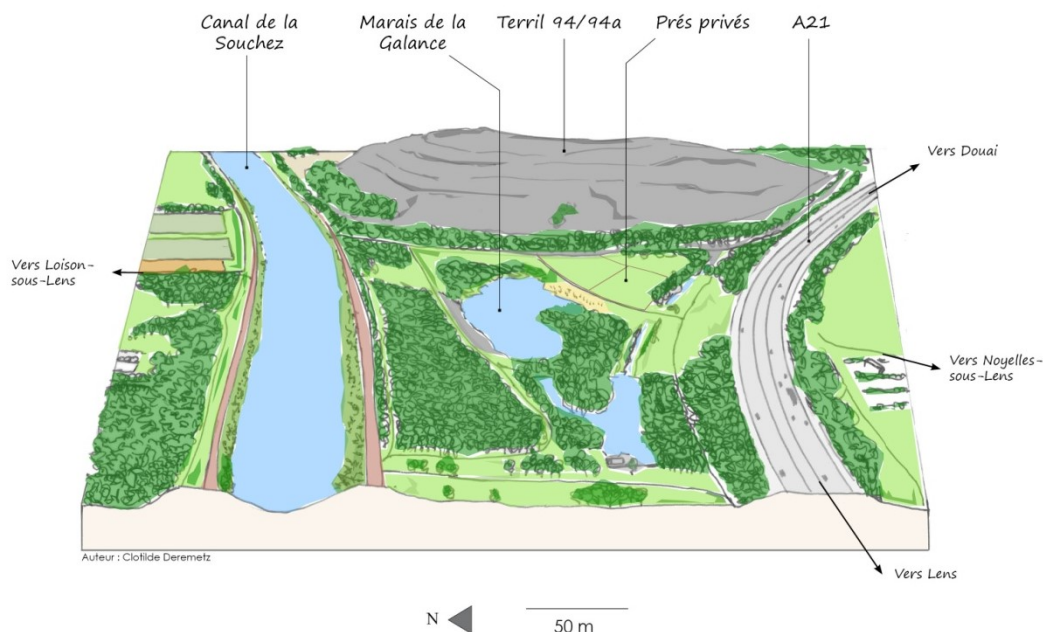 Canal de la
Souchez
Marais de la
Galance
Terril 94/94a
Prés privés
A21
Vers Douai
Vers Loison-
sous-Lens
Vers Noyelles-
sous-Lens
Vers Lens
Auteur : Clotilde Deremetz
N
50 m